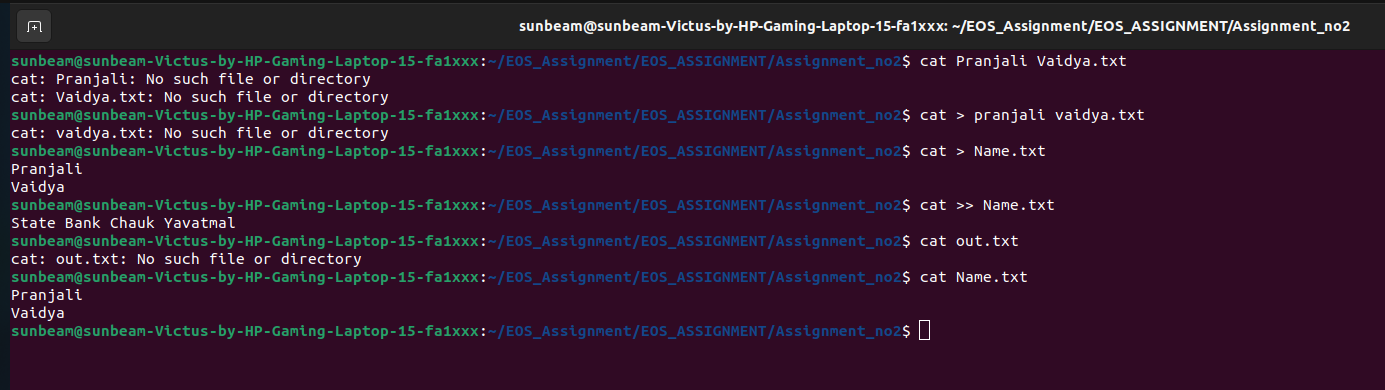 sunbeam@sunbeam-Victus-by-HP-Gaming-Laptop-15-fa1xxx: ~/EOS_Assignment/EOS_ASSIGNMENT/Assignment_no2
sunbeam@sunbeam-Victus-by-HP-Gaming-Laptop-15-fa1xxx:~/EOS_Assignment/EOS_ASSIGNMENT/Assignment_no2$ cat Pranjali Vaidya.txt
cat: Pranjali: No such file or directory
cat: Vaidya.txt: No such file or directory
sunbeam@sunbeam-Victus-by-HP-Gaming-Laptop-15-fa1xxx:~/EOS_Assignment/EOS_ASSIGNMENT/Assignment_no2$ cat > pranjali vaidya.txt
cat: vaidya.txt: No such file or directory
sunbeam@sunbeam-Victus-by-HP-Gaming-Laptop-15-fa1xxx:~/EOS_Assignment/EOS_ASSIGNMENT/Assignment_no2$ cat > Name.txt
Pranjali
Vaidya
sunbeam@sunbeam-Victus-by-HP-Gaming-Laptop-15-fa1xxx:~/EOS_Assignment/EOS_ASSIGNMENT/Assignment_no2$ cat >> Name.txt
State Bank Chauk Yavatmal
sunbeam@sunbeam-Victus-by-HP-Gaming-Laptop-15-fa1xxx:~/EOS_Assignment/EOS_ASSIGNMENT/Assignment_no2$ cat out.txt
cat: out.txt: No such file or directory
sunbeam@sunbeam-Victus-by-HP-Gaming-Laptop-15-fa1xxx:~/EOS_Assignment/EOS_ASSIGNMENT/Assignment_no2$ cat Name.txt
Pranjali
Vaidya
sunbeam@sunbeam-Victus-by-HP-Gaming-Laptop-15-fa1xxx:~/EOS_Assignment/EOS_ASSIGNMENT/Assignment_no2$